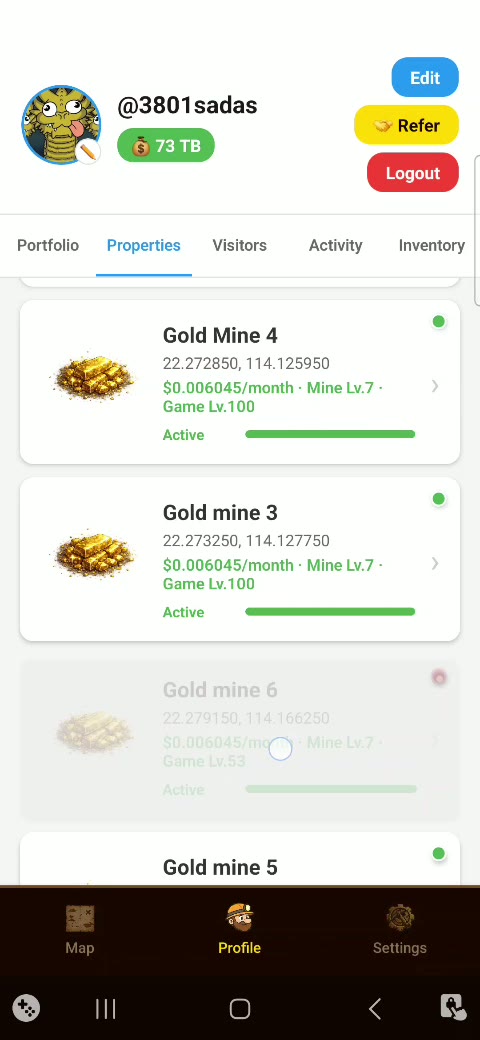 Edit
@3801sadas
🤝 Refer
💰 73 TB
Logout
Portfolio
Properties
Visitors
Activity
Inventory
Gold Mine 4
22.272850, 114.125950
$0.006045/month · Mine Lv.7 ·
Game Lv.100
Active
Gold mine 3
22.273250, 114.127750
$0.006045/month · Mine Lv.7 ·
Game Lv.100
Active
Gold mine 6
22.279150, 114.166250
$0.006045/month · Mine Lv.7 ·
Game Lv.53
Active
Gold mine 5
Map
Profile
Settings